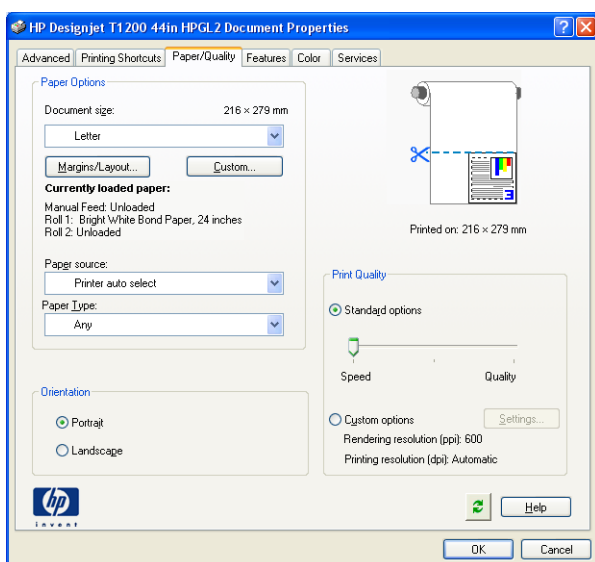 HP Designjet T1200 44in HPGL2 Document Properties
Advanced Printing Shortcuts Paper/Quality Features Color Services
Paper Options
Document size: 216 × 279 mm
Letter
Margins/Layout... Custom...
Currently loaded paper:
Manual Feed: Unloaded
Roll 1: Bright White Bond Paper, 24 inches
Roll 2: Unloaded
Paper source:
Printer auto select
Paper Type:
Any
Orientation
Portrait
Landscape
Printed on: 216 × 279 mm
Print Quality
Standard options
Speed Quality
Custom options Settings...
Rendering resolution (ppi): 600
Printing resolution (dpi): Automatic
hp
invent
Help
OK Cancel